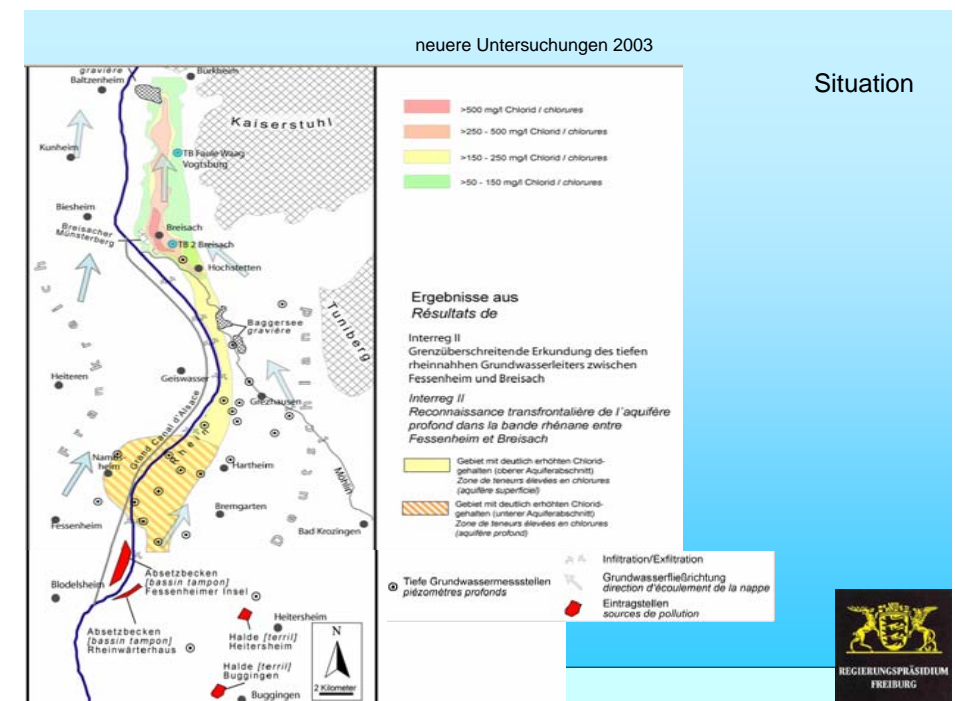 neuere Untersuchungen 2003
Situation
gravière
Baltzenheim
Burkheim
Kaiserstuhl
Kunheim
TB Faule Waag
Vogtsburg
Biesheim
Breisacher
Münsterberg
Breisach
TB 2 Breisach
Hochstetten
Tuniberg
Baggersee
gravière
Heiteren
Geiswasser
Grezhausen
Grand Canal d'Alsace
Rhein
Namb-
heim
Hartheim
Möhlin
Bremgarten
Fessenheim
Bad Krozingen
Blodelsheim
Absetzbecken
[bassin tampon]
Fessenheimer Insel
Absetzbecken
[bassin tampon]
Rheinwärterhaus
Heitersheim
Halde [terril]
Heitersheim
Halde [terril]
Buggingen
Buggingen
N
2 Kilometer
>500 mg/l Chlorid / chlorures
>250 - 500 mg/l Chlorid / chlorures
>150 - 250 mg/l Chlorid / chlorures
>50 - 150 mg/l Chlorid / chlorures
Ergebnisse aus
Résultats de
Interreg II
Grenzüberschreitende Erkundung des tiefen
rheinnahhen Grundwasserleiters zwischen
Fessenheim und Breisach
Interreg II
Reconnaissance transfrontalière de l´aquifére
profond dans la bande rhénane entre
Fessenheim et Breisach
Gebiet mit deutlich erhöhten Chlorid-
gehalten (oberer Aquiferabschnitt)
Zone de teneurs élevées en chlorures
(aquifère superficiel)
Gebiet mit deutlich erhöhten Chlorid-
gehalten (unterer Aquiferabschnitt)
Zone de teneurs élevées en chlorures
(aquifère profond)
Tiefe Grundwassermessstellen
piézomètres profonds
Infiltration/Exfiltration
Grundwasserfließrichtung
direction d'écoulement de la nappe
Eintragstellen
sources de pollution
REGIERUNGSPRÄSIDIUM
FREIBURG